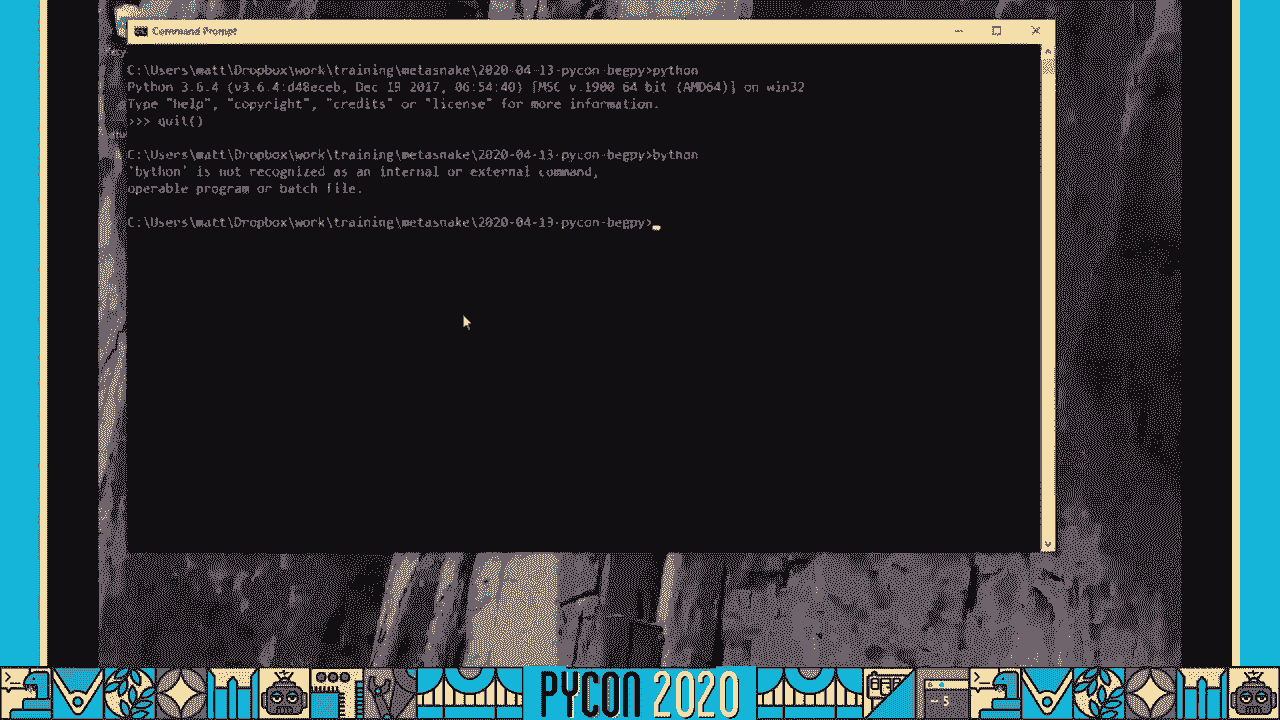 Command Prompt
C:\Users\matt\Dropbox\work\training\metasnake\2020-04-13-pycon-begpy>python
Python 3.6.4 (v3.6.4:d48eceb, Dec 19 2017, 06:54:40) [MSC v.1900 64 bit (AMD64)] on win32
Type "help", "copyright", "credits" or "license" for more information.
>>> quit()
C:\Users\matt\Dropbox\work\training\metasnake\2020-04-13-pycon-begpy>bython
'bython' is not recognized as an internal or external command,
operable program or batch file.
C:\Users\matt\Dropbox\work\training\metasnake\2020-04-13-pycon-begpy>
PYCON 2020